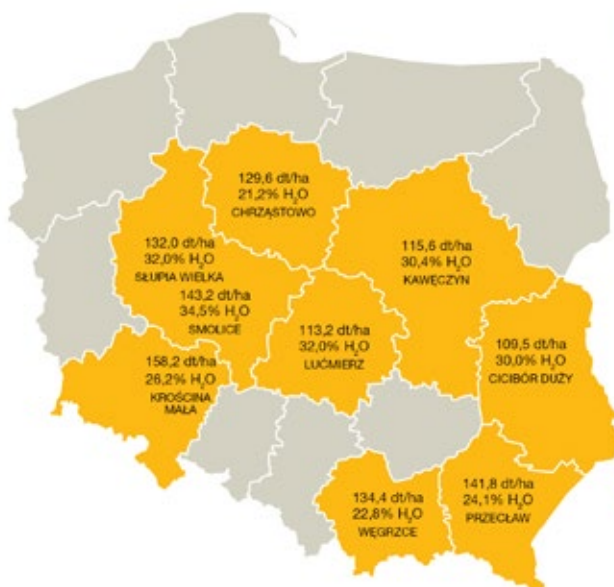 129,6 dt/ha
21,2% H₂O
CHRZĄSTOWO
132,0 dt/ha
32,0% H₂O
SŁUPIA WIELKA
143,2 dt/ha
34,5% H₂O
SMOLICE
115,6 dt/ha
30,4% H₂O
KAWĘCZYN
113,2 dt/ha
32,0% H₂O
LUĆMIERZ
109,5 dt/ha
30,0% H₂O
CICIBÓR DUŻY
158,2 dt/ha
26,2% H₂O
KROŚCINA
MAŁA
134,4 dt/ha
22,8% H₂O
WĘGRZCE
141,8 dt/ha
24,1% H₂O
PRZECŁAW